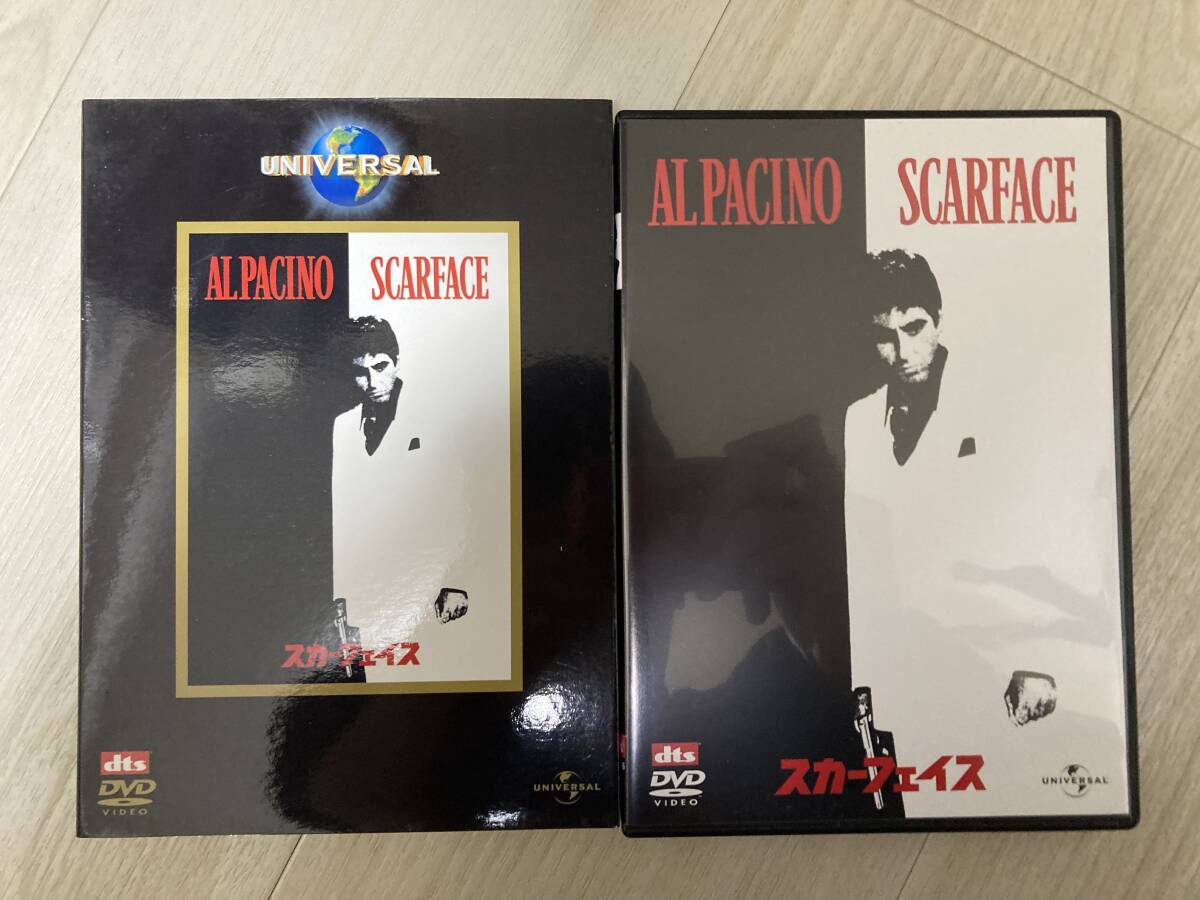 UNIVERSAL
AL PACINO SCARFACE
スカーフェイス
dts
DVD
VIDEO
UNIVERSAL
AL PACINO SCARFACE
スカーフェイス
dts
DVD
VIDEO
UNIVERSAL